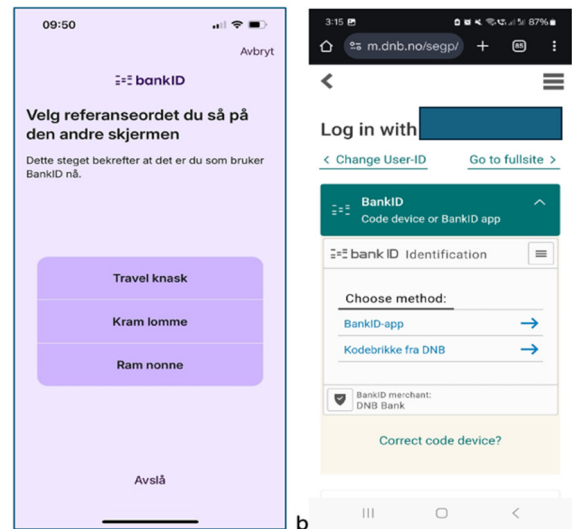 09:50
Avbryt
bankID
Velg referanseordet du så på
den andre skjermen
Dette steget bekrefter at det er du som bruker
BankID nå.
Travel knask
Kram lomme
Ram nonne
Avslå
b
3:15
87%
m.dnb.no/segp/
85
Log in with
Change User-ID
Go to fullsite >
BankID
Code device or BankID app
bank ID Identification
Choose method:
BankID-app
Kodebrikke fra DNB
BankID merchant:
DNB Bank
Correct code device?